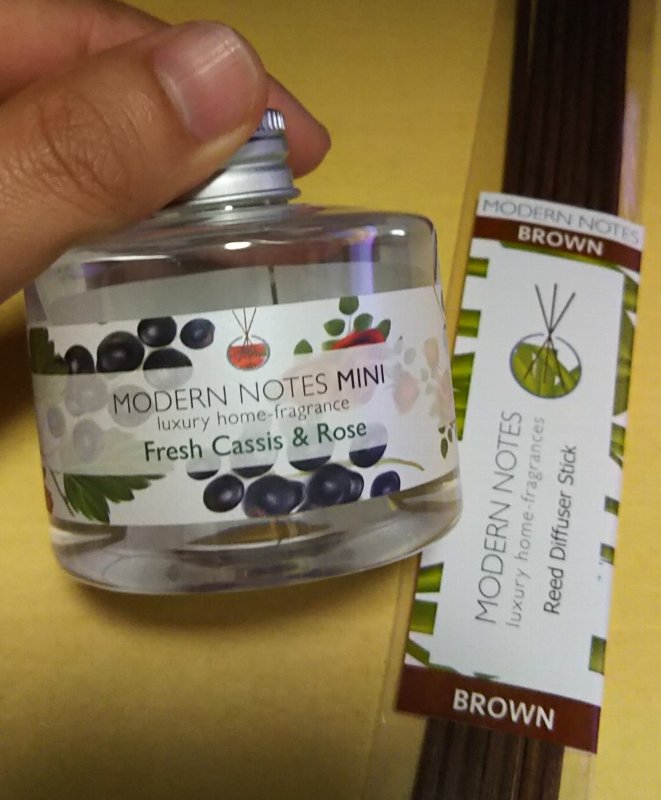 MODERN NOTES MINI
luxury home-fragrance
Fresh Cassis & Rose
MODERN NOTES
BROWN
MODERN NOTES
luxury home-fragrances
Reed Diffuser Stick
BROWN